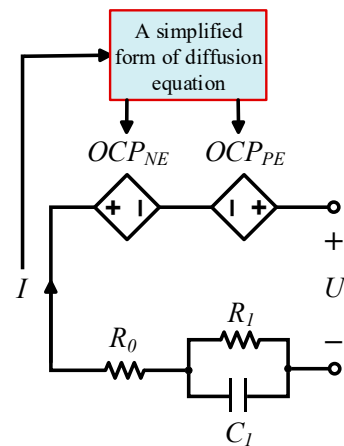 A simplified
form of diffusion
equation
OCP_NE OCP_PE
+ − − +
+
I U
R_0 R_1
−
C_1